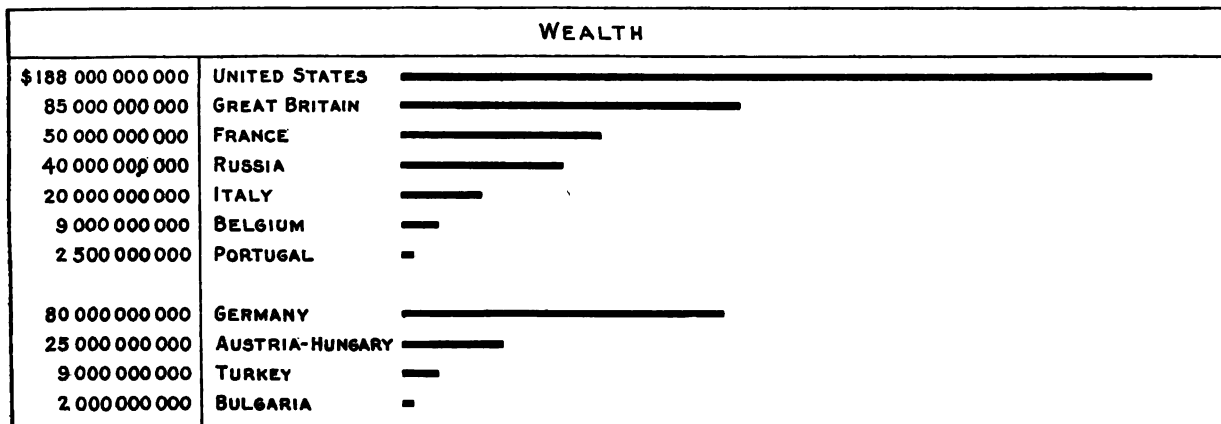 WEALTH
$188 000 000 000 UNITED STATES
85 000 000 000 GREAT BRITAIN
50 000 000 000 FRANCE
40 000 000 000 RUSSIA
20 000 000 000 ITALY
9 000 000 000 BELGIUM
2 500 000 000 PORTUGAL
80 000 000 000 GERMANY
25 000 000 000 AUSTRIA-HUNGARY
9 000 000 000 TURKEY
2 000 000 000 BULGARIA